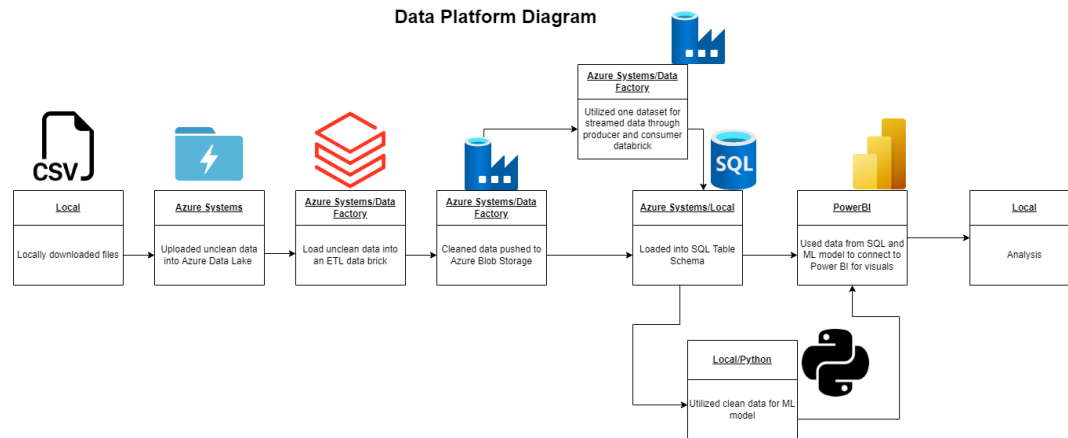 Data Platform Diagram
Azure Systems/Data
Factory
Utilized one dataset for
streamed data through
producer and consumer
databrick
CSV
SQL
Local
Locally downloaded files
Azure Systems
Uploaded unclean data
into Azure Data Lake
Azure Systems/Data
Factory
Load unclean data into
an ETL data brick
Azure Systems/Data
Factory
Cleaned data pushed to
Azure Blob Storage
Azure Systems/Local
Loaded into SQL Table
Schema
PowerBI
Used data from SQL and
ML model to connect to
Power BI for visuals
Local
Analysis
Local/Python
Utilized clean data for ML
model